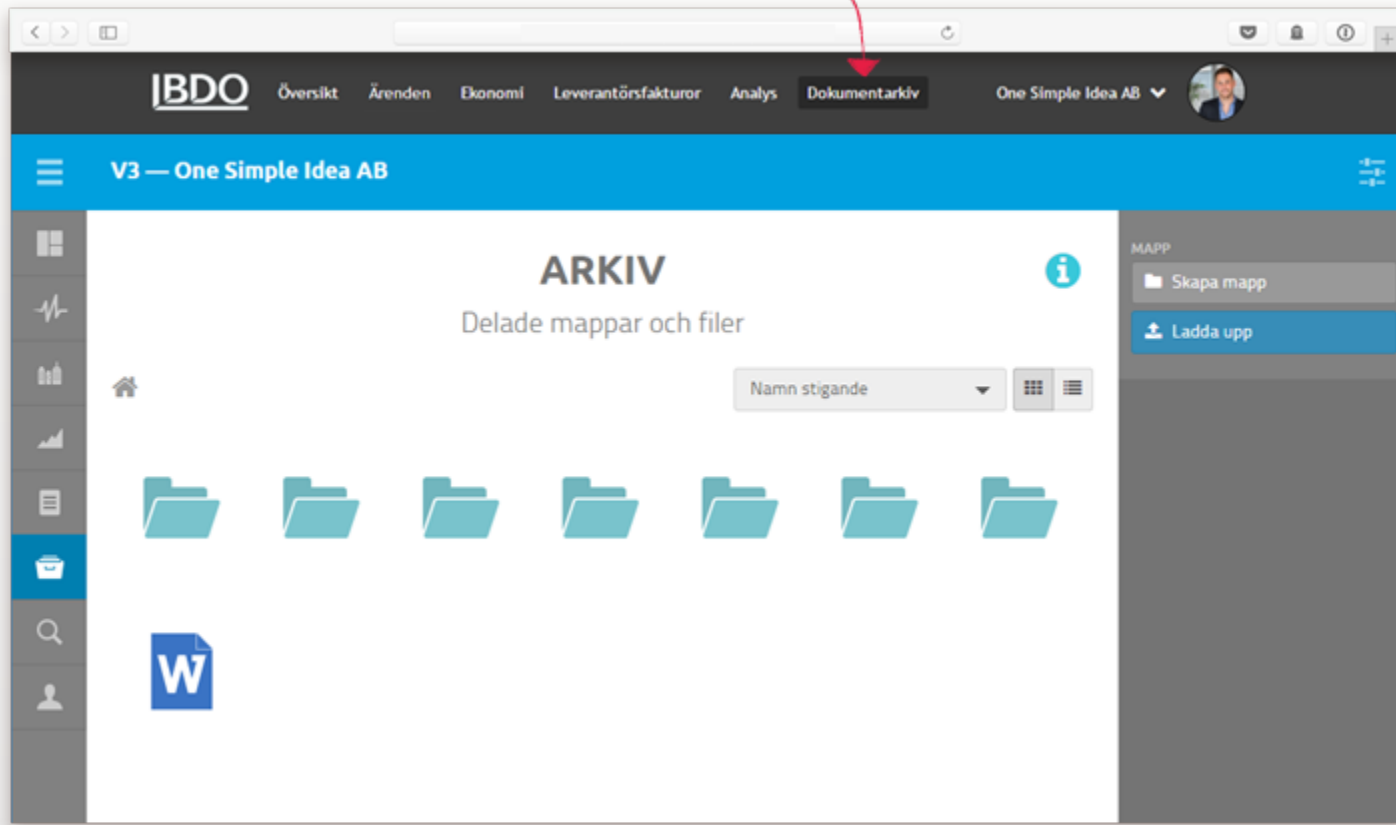 BDO
Översikt Ärenden Ekonomi Leverantörsfakturor Analys Dokumentarkiv One Simple Idea AB
V3 — One Simple Idea AB
ARKIV
Delade mappar och filer
Namn stigande
MAPP
Skapa mapp
Ladda upp
W